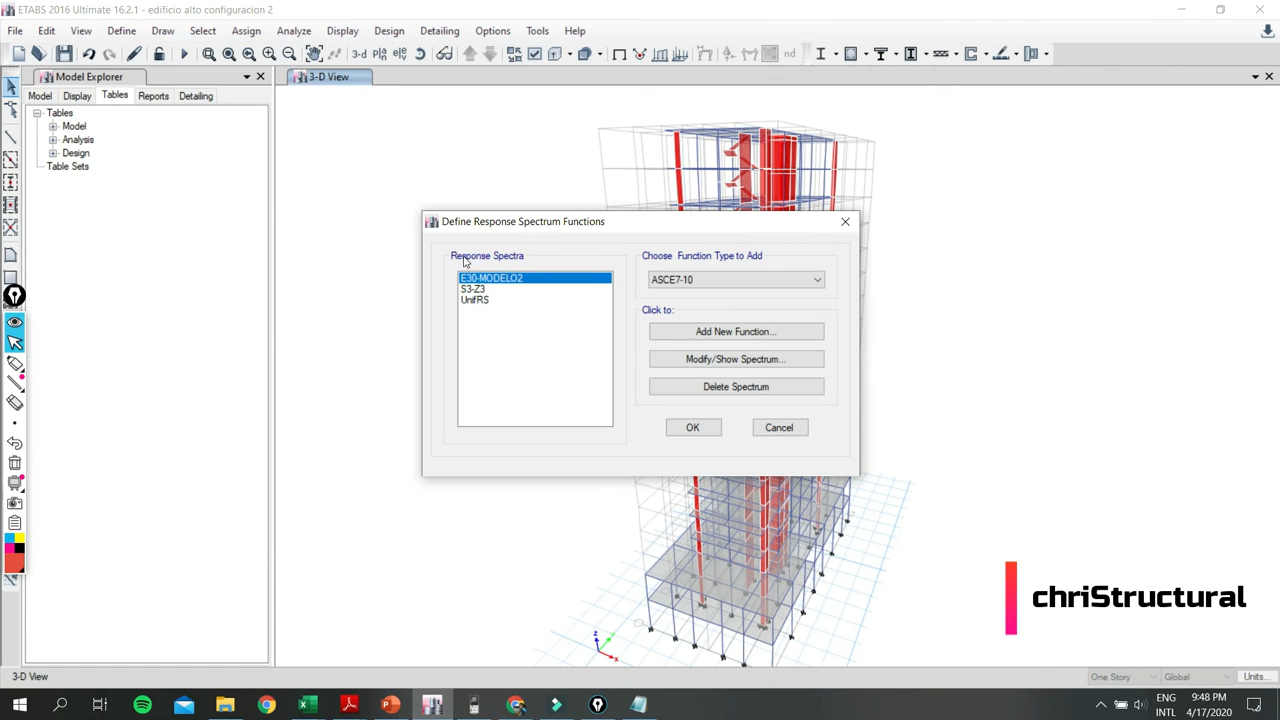 ETABS 2016 Ultimate 16.2.1 - edificio alto configuracion 2
File Edit View Define Draw Select Assign Analyze Display Design Detailing Options Tools Help
3-d nd
Model Explorer
3-D View
Model Display Tables Reports Detailing
Tables
Model
Analysis
Design
Table Sets
Define Response Spectrum Functions
Response Spectra
E30-MODELO2
S3-Z3
UnifRS
Choose Function Type to Add
ASCE7-10
Click to:
Add New Function...
Modify/Show Spectrum...
Delete Spectrum
OK Cancel
chriStructural
Z
Y
X
3-D View
One Story Global Units...
ENG
INTL
9:48 PM
4/17/2020